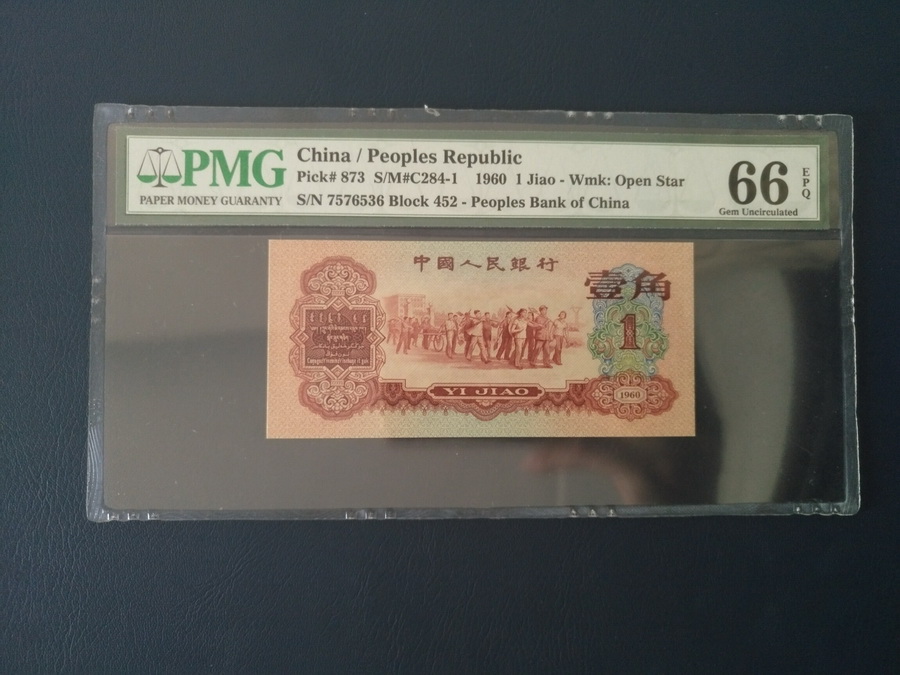 PMG
PAPER MONEY GUARANTY
China / Peoples Republic
Pick# 873 S/M#C284-1 1960 1 Jiao - Wmk: Open Star
S/N 7576536 Block 452 - Peoples Bank of China
66 EPQ
Gem Uncirculated
中國人民銀行
壹角
1
YI JIAO
1960